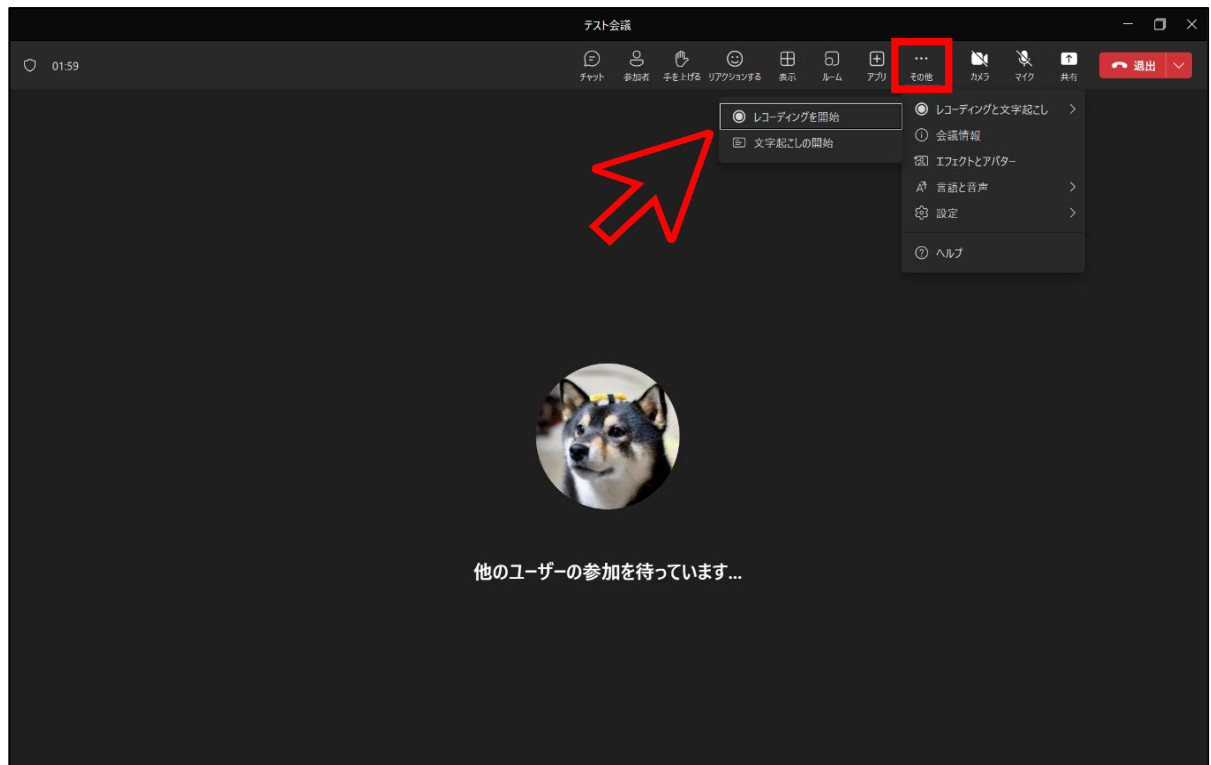 テスト会議
01:59
チャット 参加者 手を上げる リアクションする 表示 ルーム アプリ その他 カメラ マイク 共有 退出
レコーディングを開始
文字起こしの開始
レコーディングと文字起こし
会議情報
エフェクトとアバター
言語と音声
設定
ヘルプ
他のユーザーの参加を待っています...